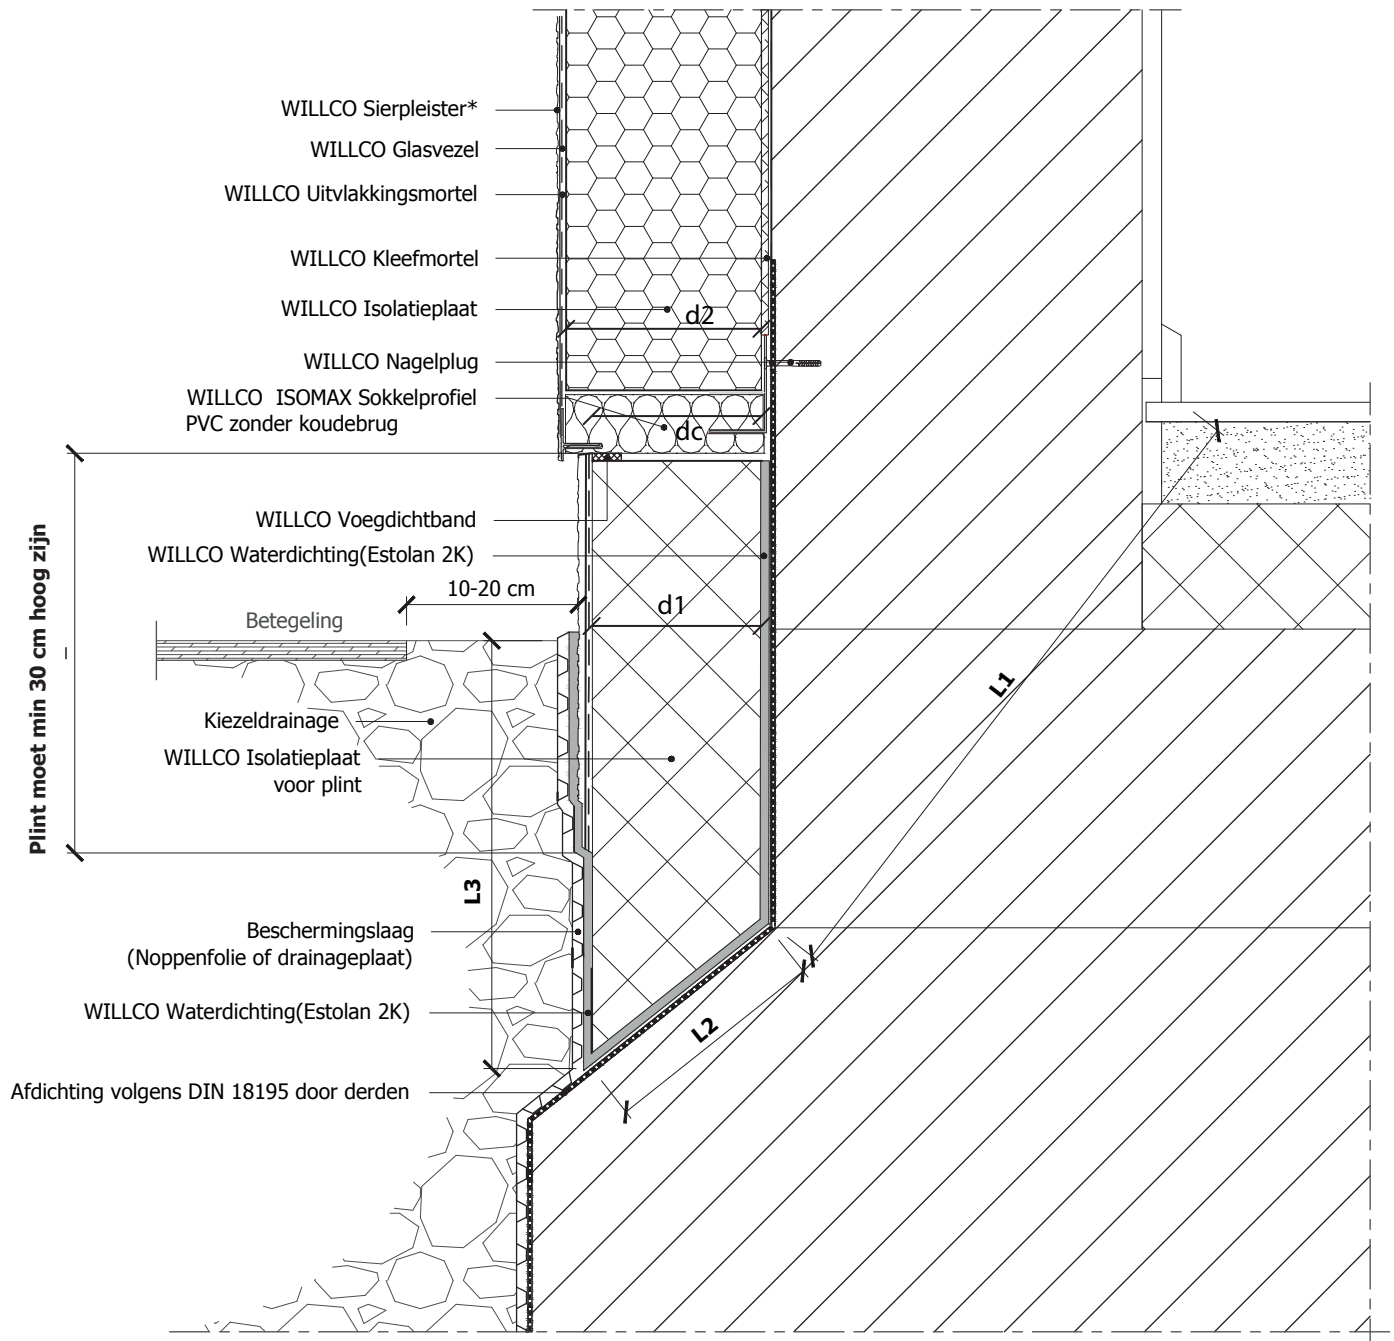 WILLCO Sierpleister*
WILLCO Glasvezel
WILLCO Uitvlakkingsmortel
WILLCO Kleefmortel
WILLCO Isolatieplaat
d2
WILLCO Nagelplug
WILLCO ISOMAX Sokkelprofiel
PVC zonder koudebrug
dc
WILLCO Voegdichtband
WILLCO Waterdichting(Estolan 2K)
10-20 cm
d1
Betegeling
Plint moet min 30 cm hoog zijn
L1
Kiezeldrainage
WILLCO Isolatieplaat
voor plint
L3
Beschermingslaag
(Noppenfolie of drainageplaat)
WILLCO Waterdichting(Estolan 2K)
L2
Afdichting volgens DIN 18195 door derden